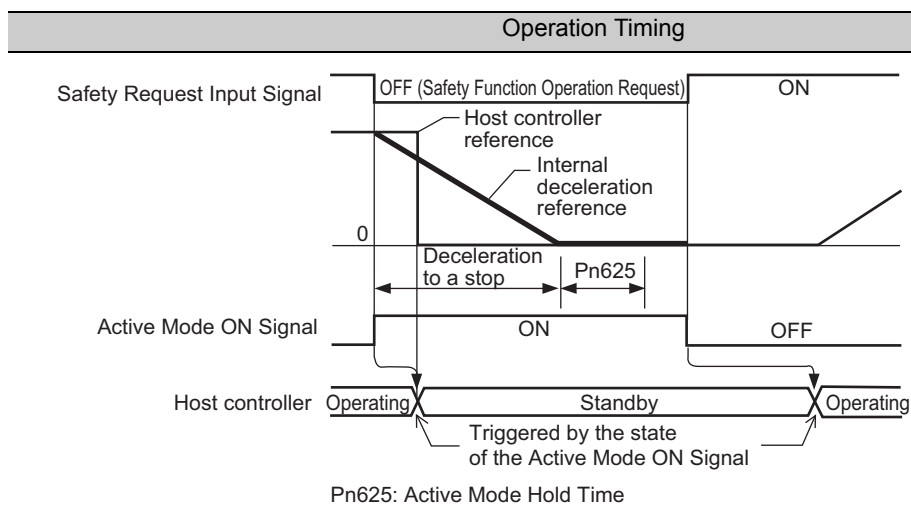 Operation Timing
Safety Request Input Signal
OFF (Safety Function Operation Request)
ON
Host controller
reference
Internal
deceleration
reference
0
Deceleration
to a stop
Pn625
Active Mode ON Signal
ON
OFF
Host controller
Operating
Standby
Operating
Triggered by the state
of the Active Mode ON Signal
Pn625: Active Mode Hold Time